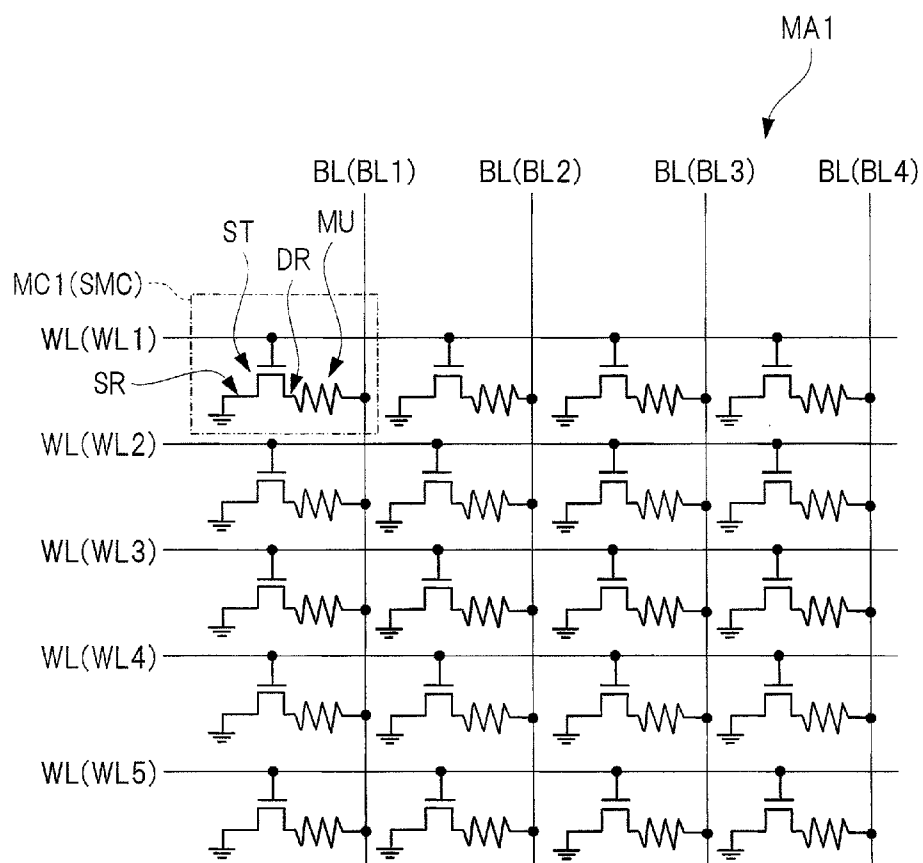 MA1
BL(BL1) BL(BL2) BL(BL3) BL(BL4)
ST DR MU
MC1(SMC)
WL(WL1)
SR
WL(WL2)
WL(WL3)
WL(WL4)
WL(WL5)